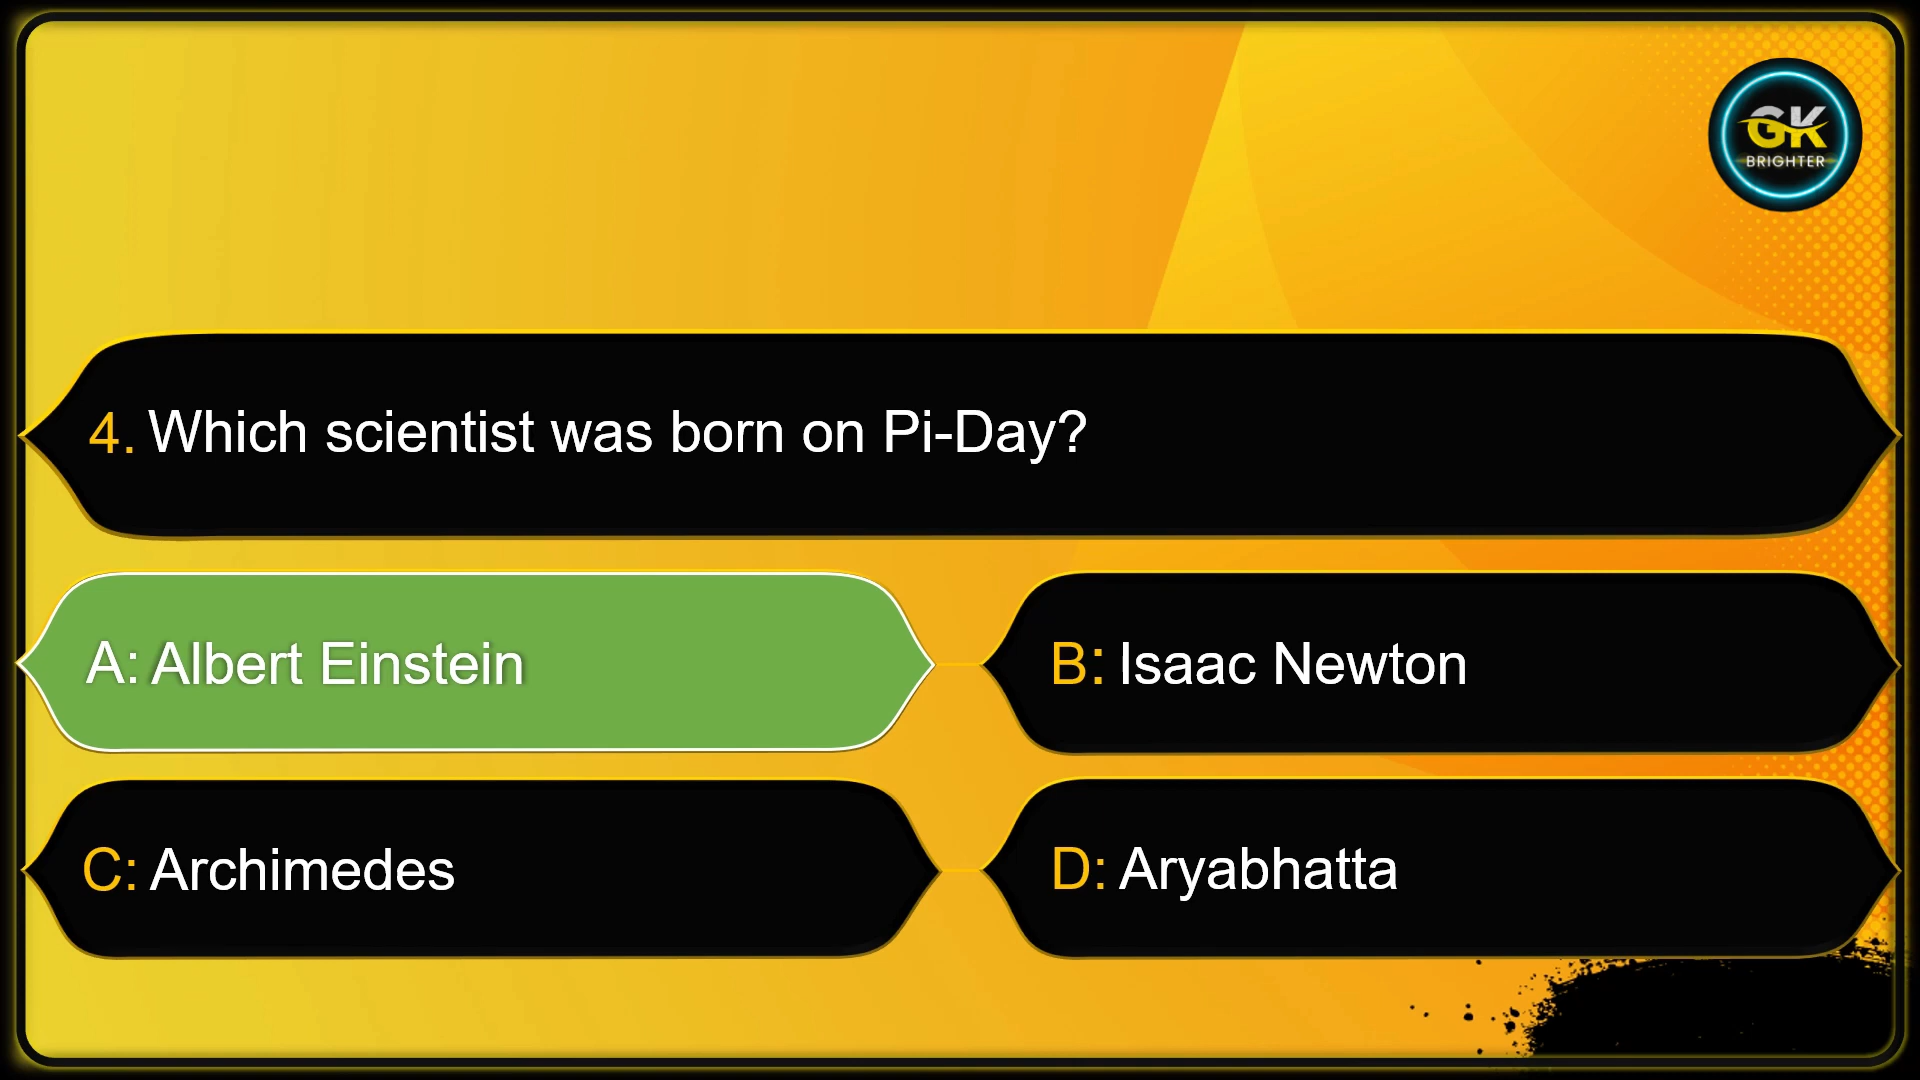 GK
BRIGHTER
4. Which scientist was born on Pi-Day?
A: Albert Einstein
B: Isaac Newton
C: Archimedes
D: Aryabhatta